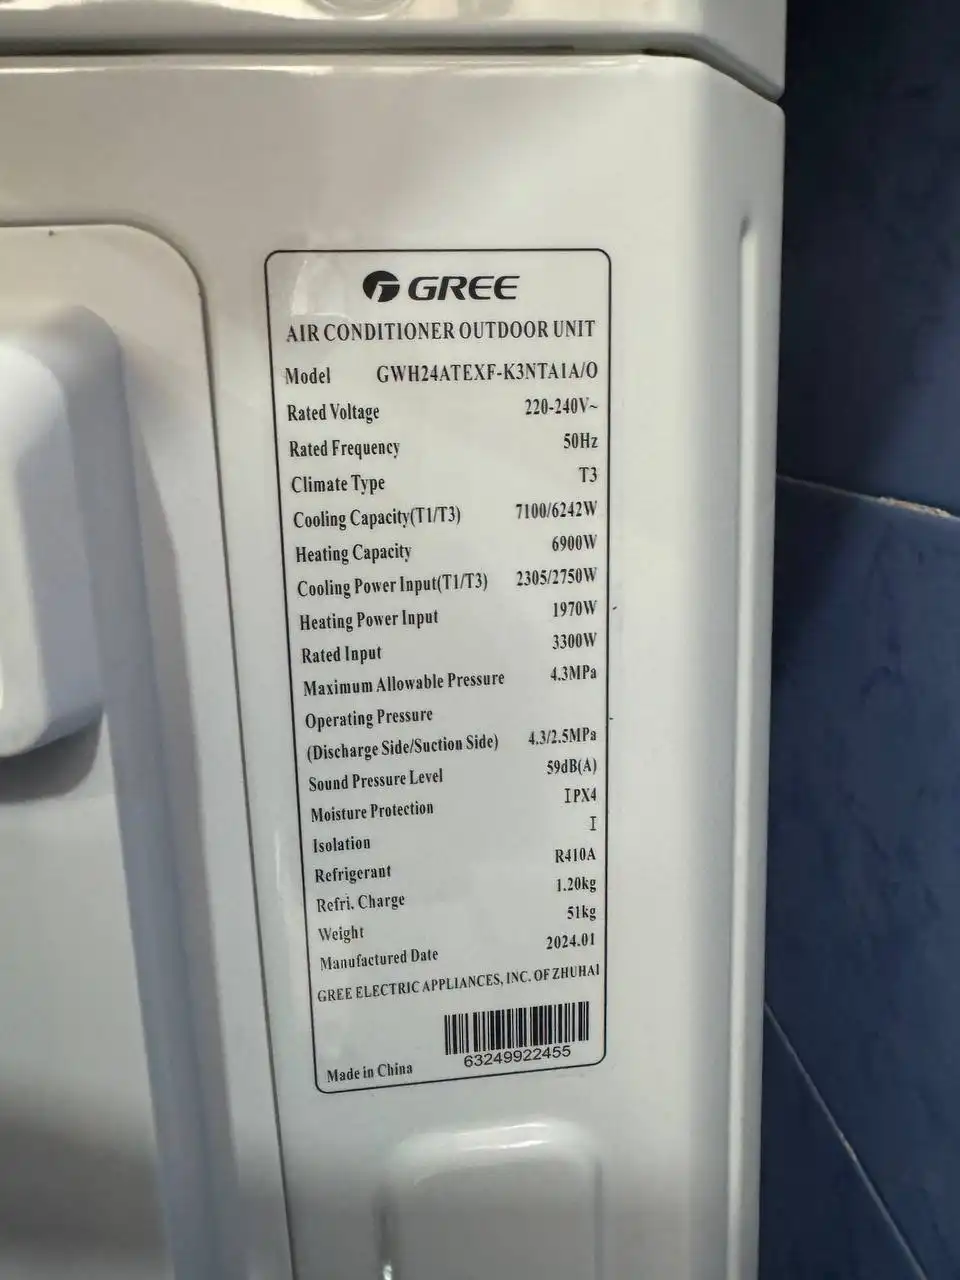 GREE
AIR CONDITIONER OUTDOOR UNIT
Model GWH24ATEXF-K3NTA1A/O
Rated Voltage 220-240V~
Rated Frequency 50Hz
Climate Type T3
Cooling Capacity(T1/T3) 7100/6242W
Heating Capacity 6900W
Cooling Power Input(T1/T3) 2305/2750W
Heating Power Input 1970W
Rated Input 3300W
Maximum Allowable Pressure 4.3MPa
Operating Pressure
(Discharge Side/Suction Side) 4.3/2.5MPa
Sound Pressure Level 59dB(A)
Moisture Protection IPX4
Isolation I
Refrigerant R410A
Refri. Charge 1.20kg
Weight 51kg
Manufactured Date 2024.01
GREE ELECTRIC APPLIANCES, INC. OF ZHUHAI
63249922455
Made in China